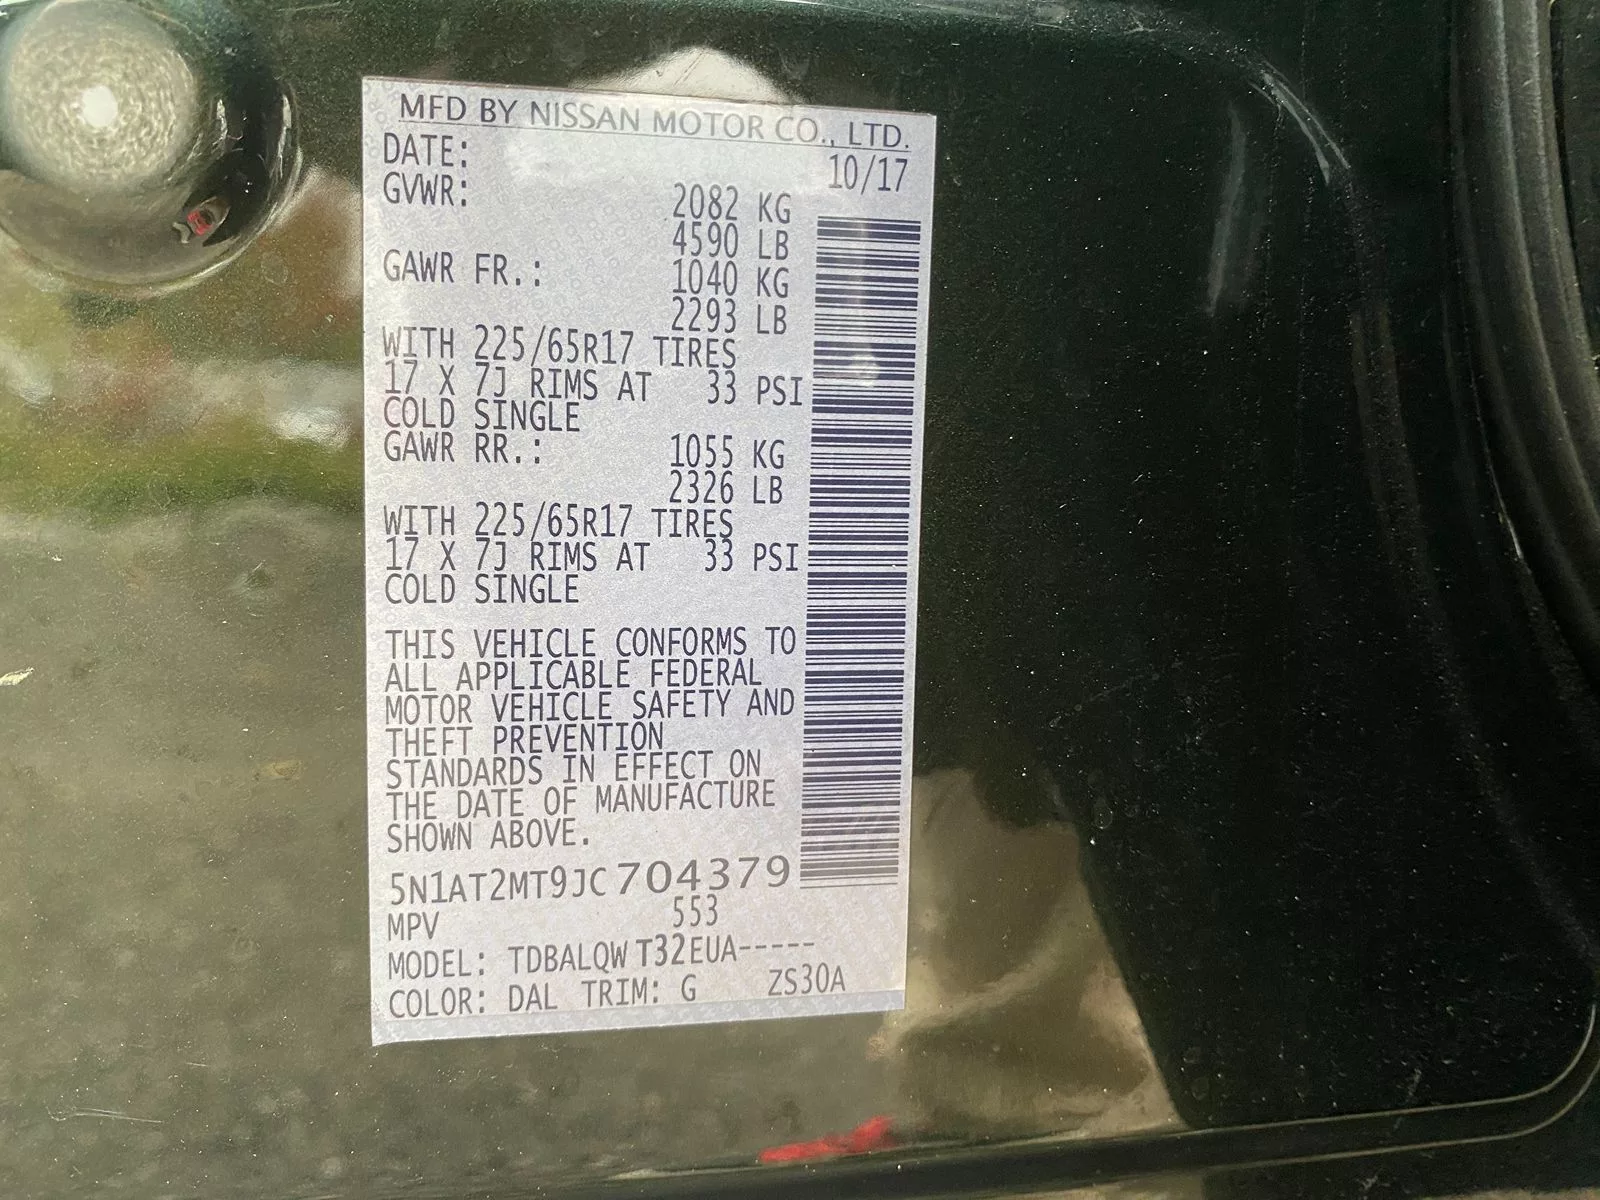 MFD BY NISSAN MOTOR CO., LTD.
DATE: 10/17
GVWR: 2082 KG
4590 LB
GAWR FR.: 1040 KG
2293 LB
WITH 225/65R17 TIRES
17 X 7J RIMS AT 33 PSI
COLD SINGLE
GAWR RR.: 1055 KG
2326 LB
WITH 225/65R17 TIRES
17 X 7J RIMS AT 33 PSI
COLD SINGLE
THIS VEHICLE CONFORMS TO
ALL APPLICABLE FEDERAL
MOTOR VEHICLE SAFETY AND
THEFT PREVENTION
STANDARDS IN EFFECT ON
THE DATE OF MANUFACTURE
SHOWN ABOVE.
5N1AT2MT9JC704379
MPV 553
MODEL: TDBALQW T32EUA-----
COLOR: DAL TRIM: G ZS30A